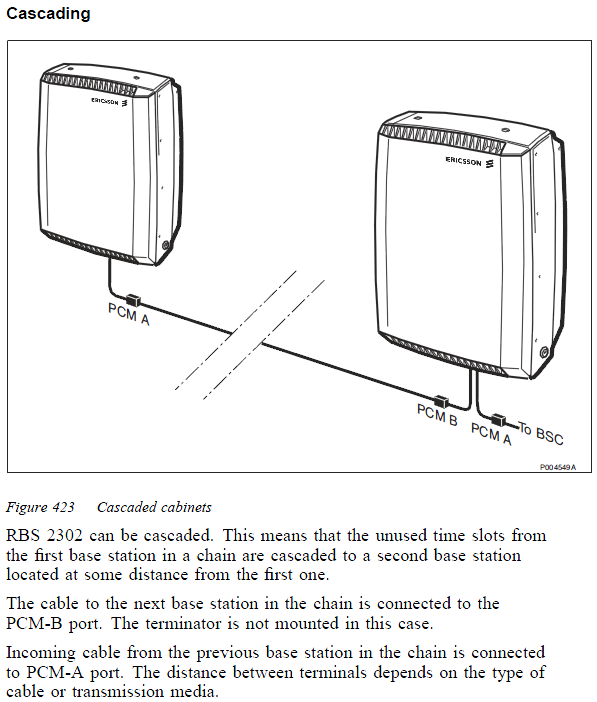 Cascading
ERICSSON
ERICSSON
PCM A
PCM B
PCM A
To BSC
P004549A
Figure 423 Cascaded cabinets
RBS 2302 can be cascaded. This means that the unused time slots from
the first base station in a chain are cascaded to a second base station
located at some distance from the first one.
The cable to the next base station in the chain is connected to the
PCM-B port. The terminator is not mounted in this case.
Incoming cable from the previous base station in the chain is connected
to PCM-A port. The distance between terminals depends on the type of
cable or transmission media.